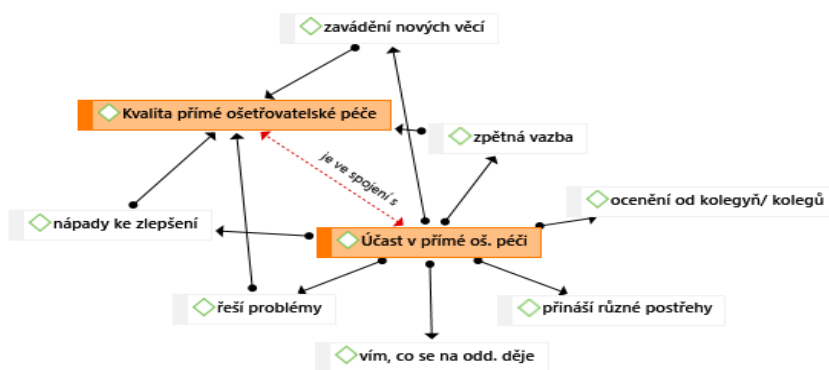 zavádění nových věcí
Kvalita přímé ošetřovatelské péče
zpětná vazba
je ve spojení s
ocenění od kolegyň/ kolegů
nápady ke zlepšení
Účast v přímé oš. péči
řeší problémy
přináší různé postřehy
vím, co se na odd. děje